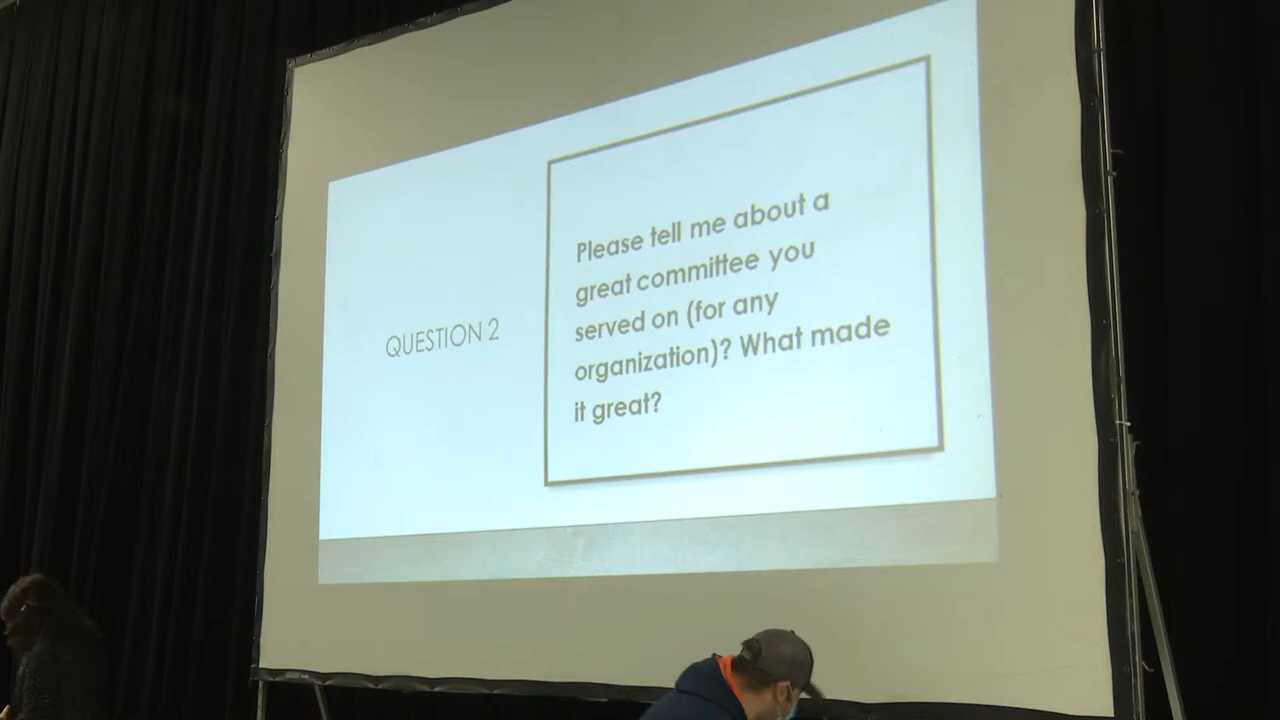 QUESTION 2
Please tell me about a
great committee you
served on (for any
organization)? What made
it great?